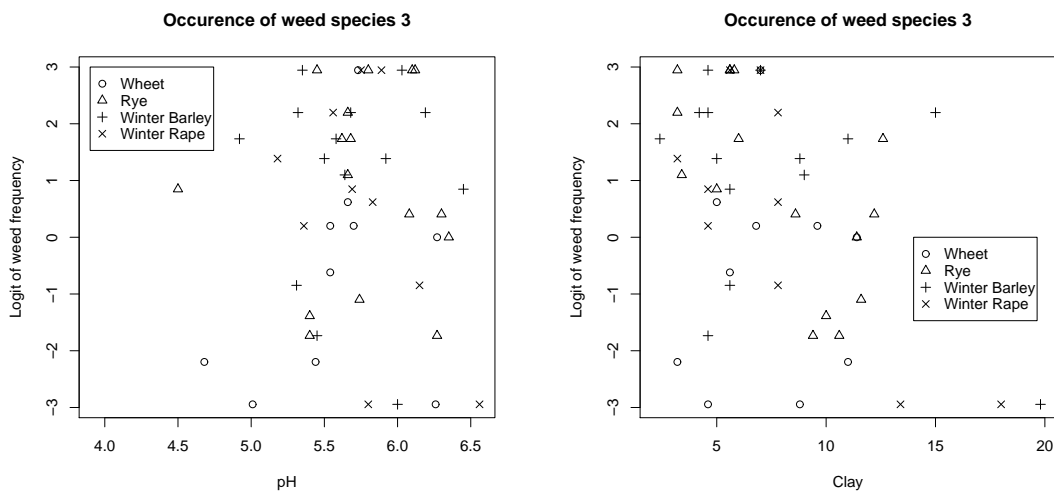 Occurence of weed species 3
Logit of weed frequency
3
2
1
0
−1
−2
−3
Wheet
Rye
Winter Barley
Winter Rape
4.0 4.5 5.0 5.5 6.0 6.5
pH
Occurence of weed species 3
Logit of weed frequency
3
2
1
0
−1
−2
−3
Wheet
Rye
Winter Barley
Winter Rape
5 10 15 20
Clay